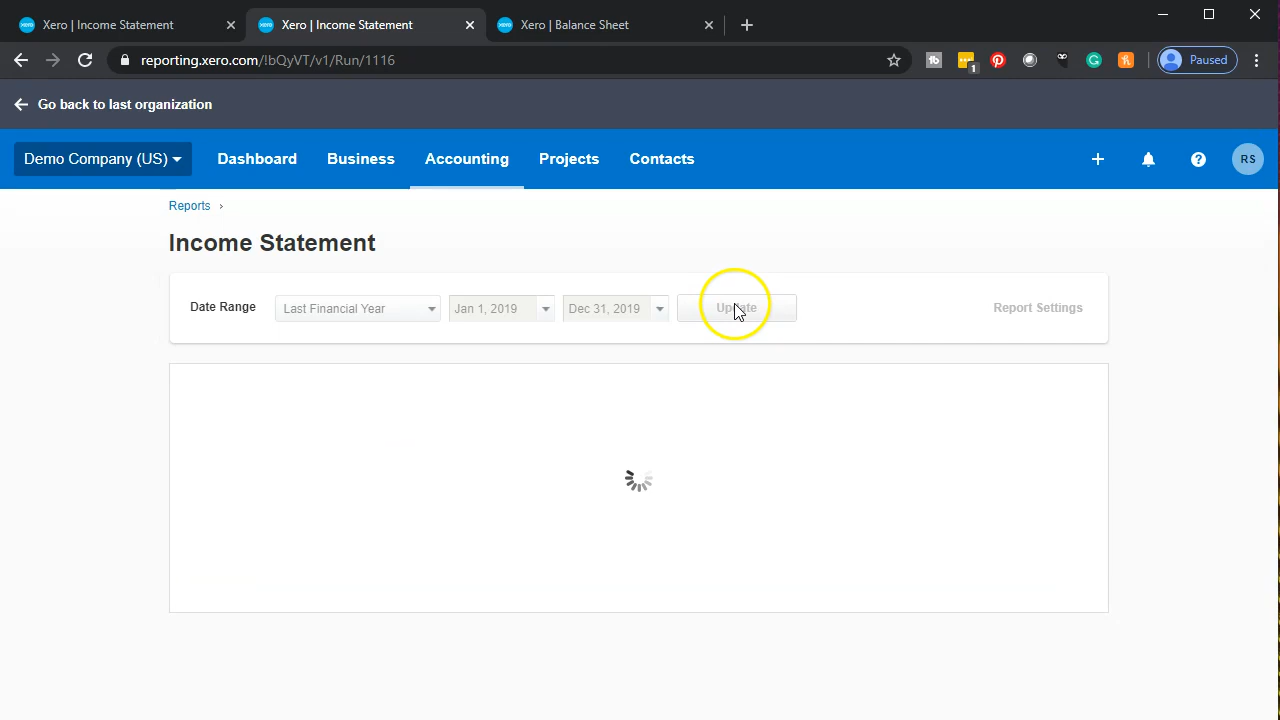 Xero | Income Statement
Xero | Income Statement
Xero | Balance Sheet
reporting.xero.com/!bQyVT/v1/Run/1116
1
Paused
Go back to last organization
Demo Company (US) Dashboard Business Accounting Projects Contacts RS
Reports ›
Income Statement
Date Range Last Financial Year Jan 1, 2019 Dec 31, 2019 Update Report Settings